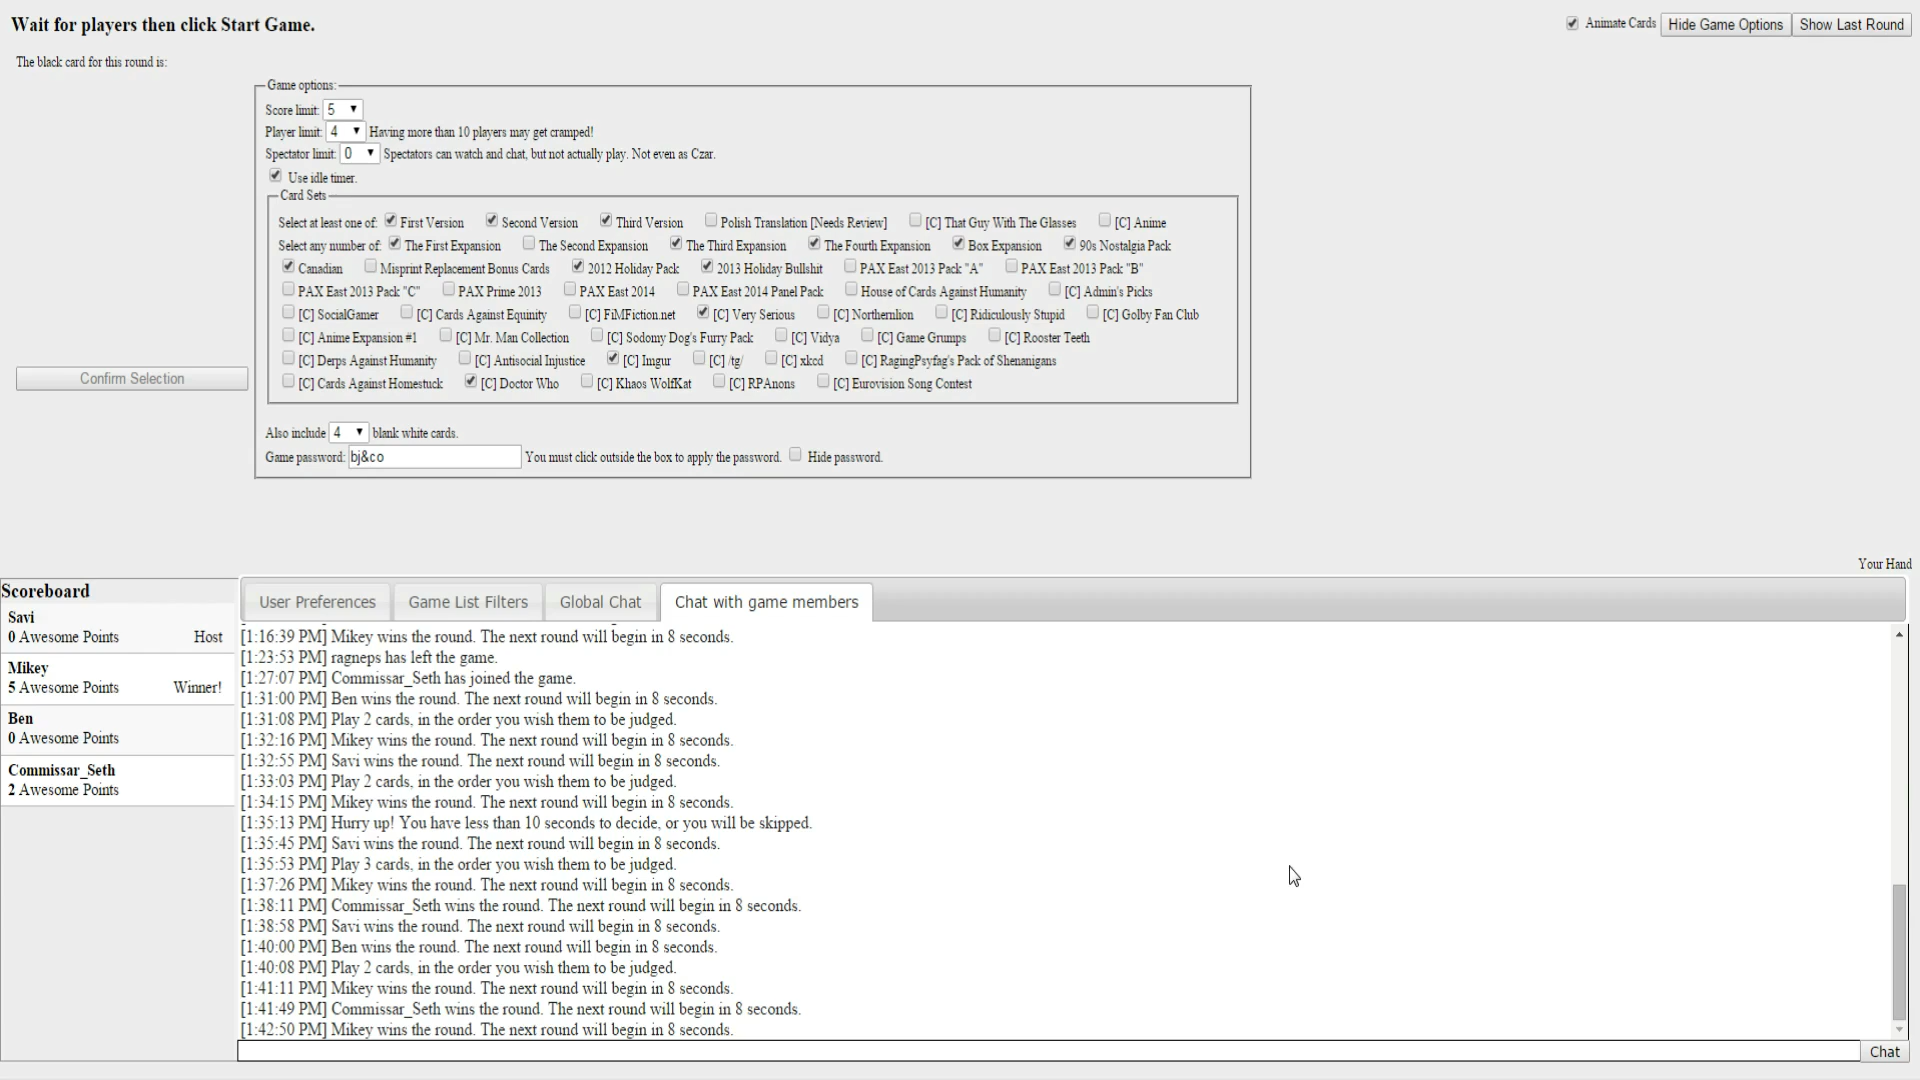 Wait for players then click Start Game.
Animate Cards Hide Game Options Show Last Round
The black card for this round is:
Game options:
Score limit: 5
Player limit: 4 Having more than 10 players may get cramped!
Spectator limit: 0 Spectators can watch and chat, but not actually play. Not even as Czar.
Use idle timer.
Card Sets
Select at least one of: First Version Second Version Third Version Polish Translation [Needs Review] [C] That Guy With The Glasses [C] Anime
Select any number of: The First Expansion The Second Expansion The Third Expansion The Fourth Expansion Box Expansion 90s Nostalgia Pack
Canadian Misprint Replacement Bonus Cards 2012 Holiday Pack 2013 Holiday Bullshit PAX East 2013 Pack "A" PAX East 2013 Pack "B"
PAX East 2013 Pack "C" PAX Prime 2013 PAX East 2014 PAX East 2014 Panel Pack House of Cards Against Humanity [C] Admin's Picks
[C] SocialGamer [C] Cards Against Equinity [C] FiMFiction.net [C] Very Serious [C] Northernlion [C] Ridiculously Stupid [C] Golby Fan Club
[C] Anime Expansion #1 [C] Mr. Man Collection [C] Sodomy Dog's Furry Pack [C] Vidya [C] Game Grumps [C] Rooster Teeth
[C] Derps Against Humanity [C] Antisocial Injustice [C] Imgur [C] /tg/ [C] xkcd [C] RagingPsyfag's Pack of Shenanigans
[C] Cards Against Homestuck [C] Doctor Who [C] Khaos WolfKat [C] RPAnons [C] Eurovision Song Contest
Confirm Selection
Also include 4 blank white cards.
Game password: bj&co You must click outside the box to apply the password. Hide password.
Your Hand
Scoreboard
Savi
0 Awesome Points Host
Mikey
5 Awesome Points Winner!
Ben
0 Awesome Points
Commissar_Seth
2 Awesome Points
User Preferences Game List Filters Global Chat Chat with game members
[1:16:39 PM] Mikey wins the round. The next round will begin in 8 seconds.
[1:23:53 PM] ragneps has left the game.
[1:27:07 PM] Commissar_Seth has joined the game.
[1:31:00 PM] Ben wins the round. The next round will begin in 8 seconds.
[1:31:08 PM] Play 2 cards, in the order you wish them to be judged.
[1:32:16 PM] Mikey wins the round. The next round will begin in 8 seconds.
[1:32:55 PM] Savi wins the round. The next round will begin in 8 seconds.
[1:33:03 PM] Play 2 cards, in the order you wish them to be judged.
[1:34:15 PM] Mikey wins the round. The next round will begin in 8 seconds.
[1:35:13 PM] Hurry up! You have less than 10 seconds to decide, or you will be skipped.
[1:35:45 PM] Savi wins the round. The next round will begin in 8 seconds.
[1:35:53 PM] Play 3 cards, in the order you wish them to be judged.
[1:37:26 PM] Mikey wins the round. The next round will begin in 8 seconds.
[1:38:11 PM] Commissar_Seth wins the round. The next round will begin in 8 seconds.
[1:38:58 PM] Savi wins the round. The next round will begin in 8 seconds.
[1:40:00 PM] Ben wins the round. The next round will begin in 8 seconds.
[1:40:08 PM] Play 2 cards, in the order you wish them to be judged.
[1:41:11 PM] Mikey wins the round. The next round will begin in 8 seconds.
[1:41:49 PM] Commissar_Seth wins the round. The next round will begin in 8 seconds.
[1:42:50 PM] Mikey wins the round. The next round will begin in 8 seconds.
Chat